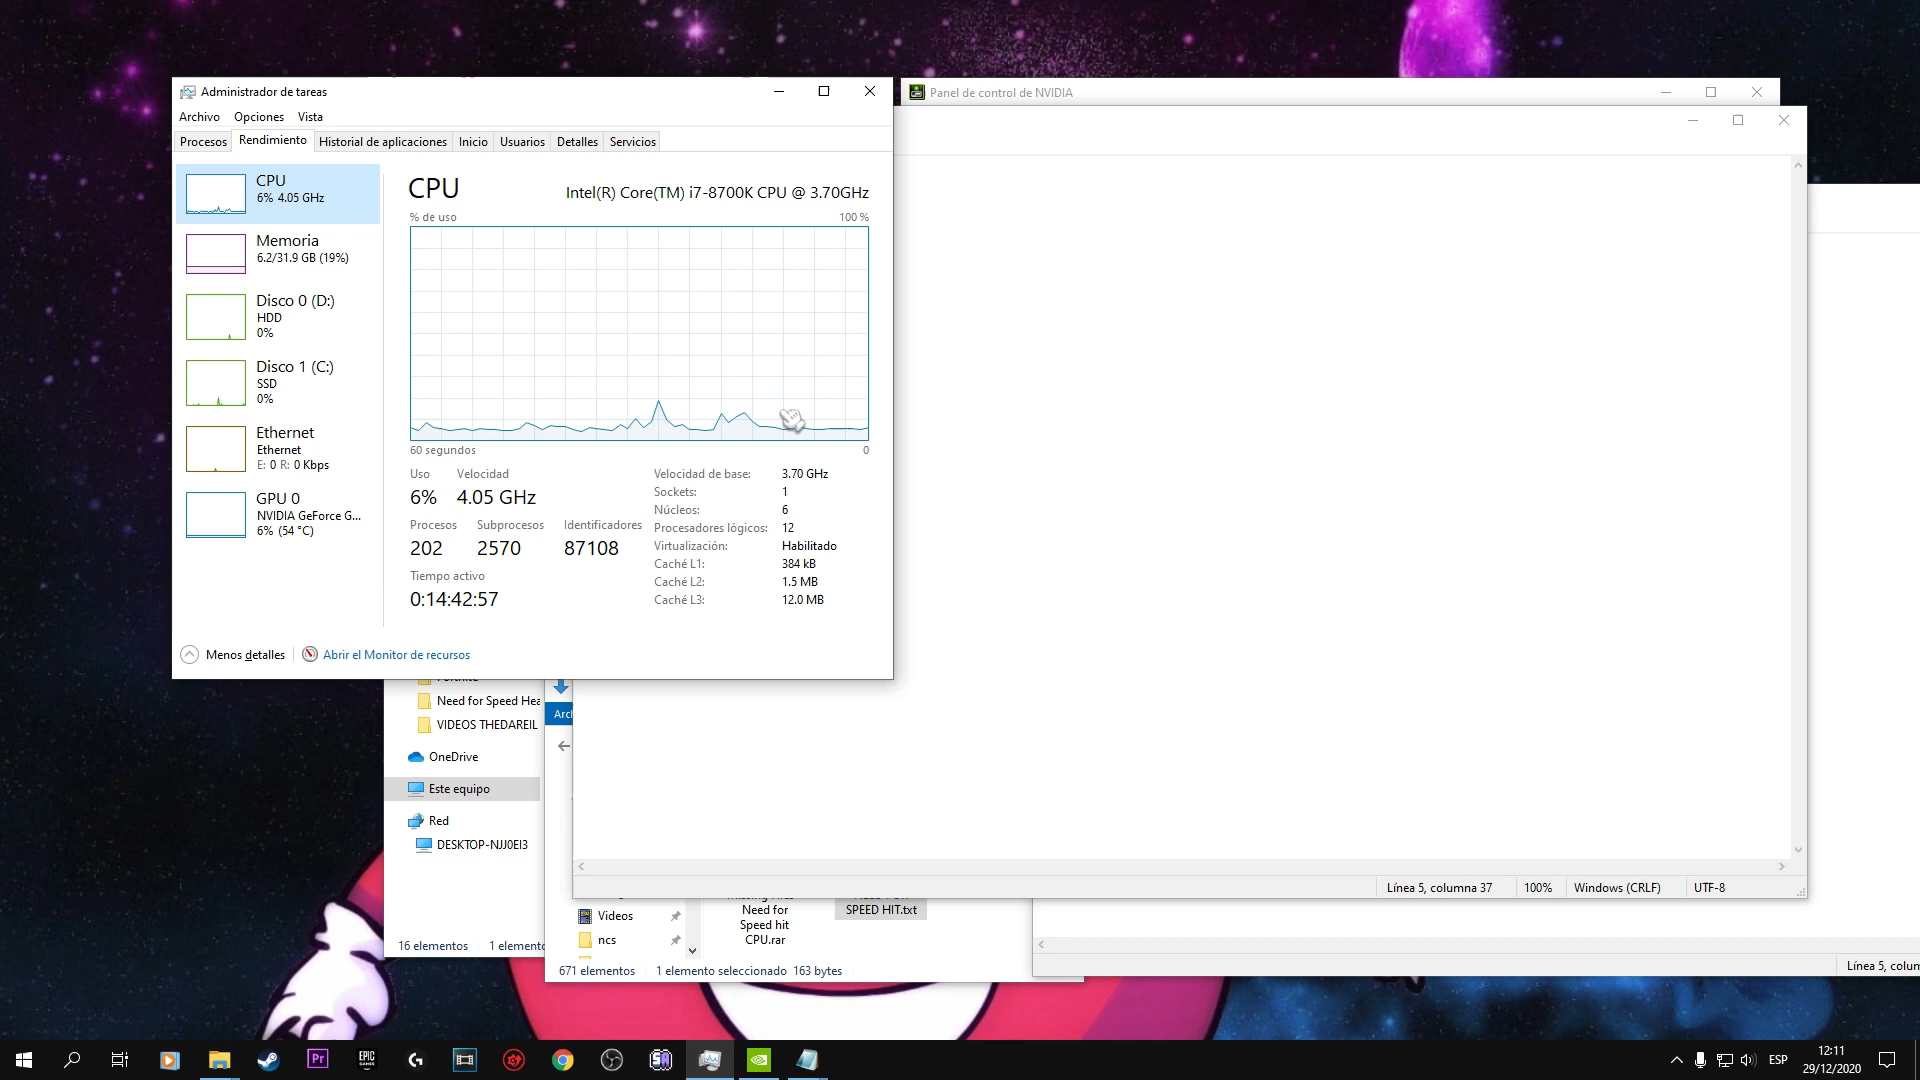 Administrador de tareas
Archivo Opciones Vista
Procesos Rendimiento Historial de aplicaciones Inicio Usuarios Detalles Servicios
CPU
6% 4.05 GHz
Memoria
6.2/31.9 GB (19%)
Disco 0 (D:)
HDD
0%
Disco 1 (C:)
SSD
0%
Ethernet
Ethernet
E: 0 R: 0 Kbps
GPU 0
NVIDIA GeForce G...
6% (54 °C)
CPU
Intel(R) Core(TM) i7-8700K CPU @ 3.70GHz
% de uso 100 %
60 segundos 0
Uso Velocidad
6% 4.05 GHz
Procesos Subprocesos Identificadores
202 2570 87108
Tiempo activo
0:14:42:57
Velocidad de base: 3.70 GHz
Sockets: 1
Núcleos: 6
Procesadores lógicos: 12
Virtualización: Habilitado
Caché L1: 384 kB
Caché L2: 1.5 MB
Caché L3: 12.0 MB
Menos detalles Abrir el Monitor de recursos
Panel de control de NVIDIA
Need for Speed Hea
VIDEOS THEDAREIL
OneDrive
Este equipo
Red
DESKTOP-NJJ0EI3
16 elementos 1 elemento
Arc
Línea 5, columna 37 100% Windows (CRLF) UTF-8
Videos
ncs
Need for
Speed hit
CPU.rar
SPEED HIT.txt
671 elementos 1 elemento seleccionado 163 bytes
Línea 5, colum
Pr
EPIC
GAMES
ESP
12:11
29/12/2020